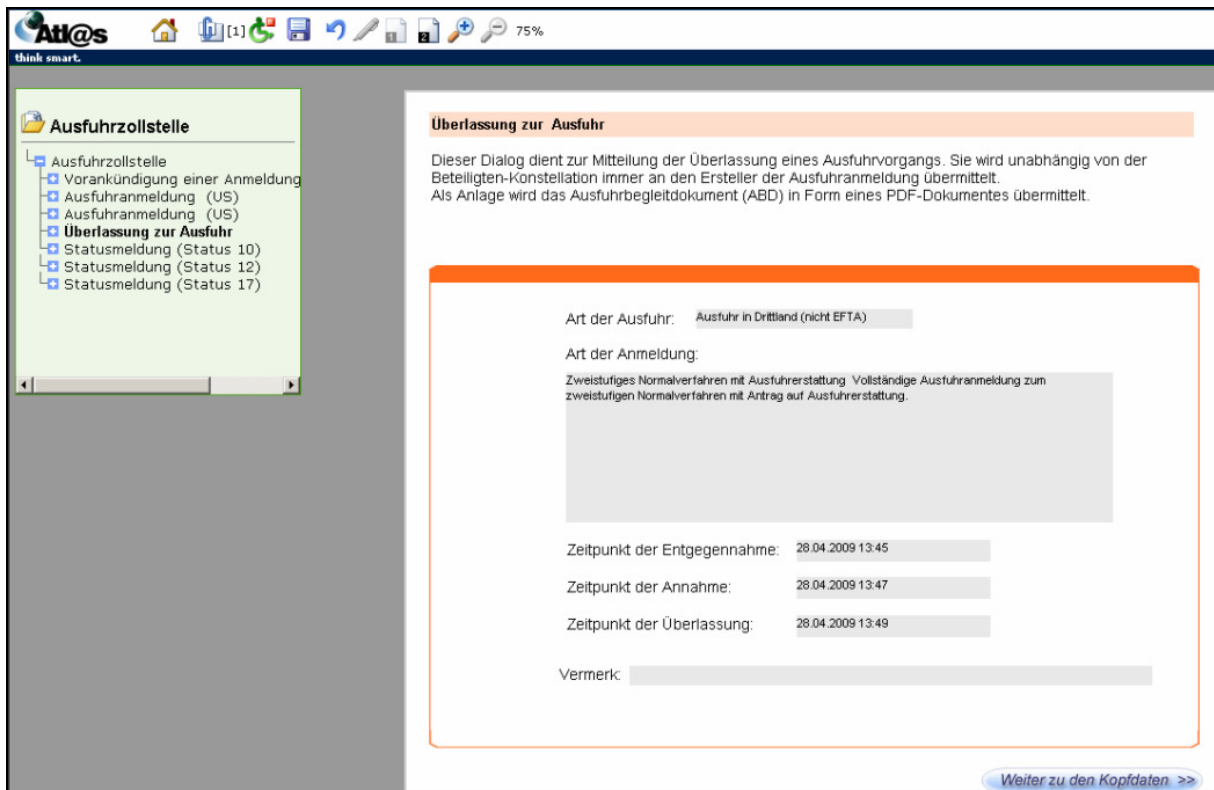 Atl@s
[1]
1
2
75%
think smart.
Ausfuhrzollstelle
Ausfuhrzollstelle
Vorankündigung einer Anmeldung
Ausfuhranmeldung (US)
Ausfuhranmeldung (US)
Überlassung zur Ausfuhr
Statusmeldung (Status 10)
Statusmeldung (Status 12)
Statusmeldung (Status 17)
Überlassung zur Ausfuhr
Dieser Dialog dient zur Mitteilung der Überlassung eines Ausfuhrvorgangs. Sie wird unabhängig von der
Beteiligten-Konstellation immer an den Ersteller der Ausfuhranmeldung übermittelt.
Als Anlage wird das Ausfuhrbegleitdokument (ABD) in Form eines PDF-Dokumentes übermittelt.
Art der Ausfuhr: Ausfuhr in Drittland (nicht EFTA)
Art der Anmeldung:
Zweistufiges Normalverfahren mit Ausfuhrerstattung Vollständige Ausfuhranmeldung zum
zweistufigen Normalverfahren mit Antrag auf Ausfuhrerstattung.
Zeitpunkt der Entgegennahme: 28.04.2009 13:45
Zeitpunkt der Annahme: 28.04.2009 13:47
Zeitpunkt der Überlassung: 28.04.2009 13:49
Vermerk:
Weiter zu den Kopfdaten >>